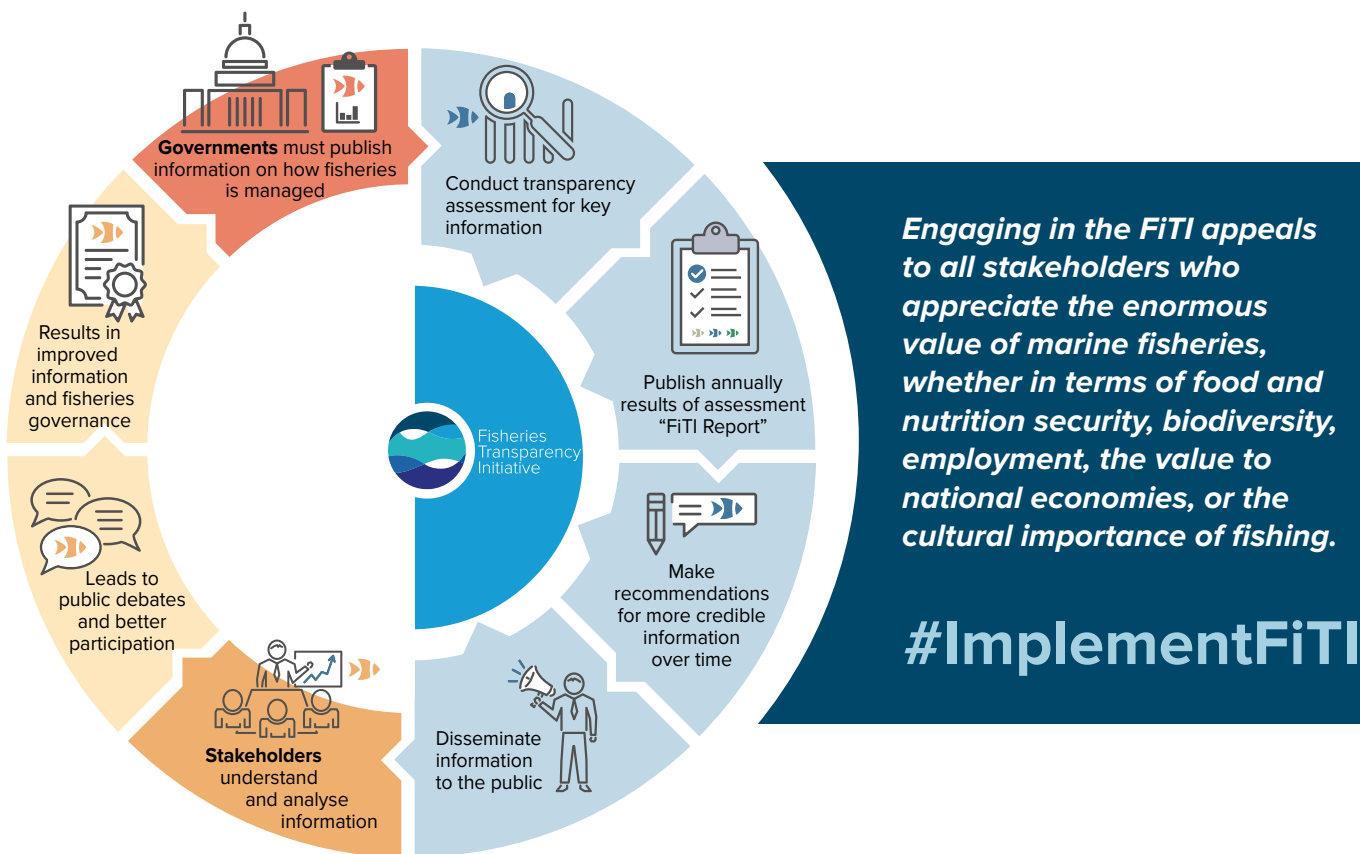 Governments must publish
information on how fisheries
is managed
Conduct transparency
assessment for key
information
Publish annually
results of assessment
“FiTI Report”
Make
recommendations
for more credible
information
over time
Disseminate
information
to the public
Stakeholders
understand
and analyse
information
Leads to
public debates
and better
participation
Results in
improved
information
and fisheries
governance
Fisheries
Transparency
Initiative
Engaging in the FiTI appeals
to all stakeholders who
appreciate the enormous
value of marine fisheries,
whether in terms of food and
nutrition security, biodiversity,
employment, the value to
national economies, or the
cultural importance of fishing.
#ImplementFiTI